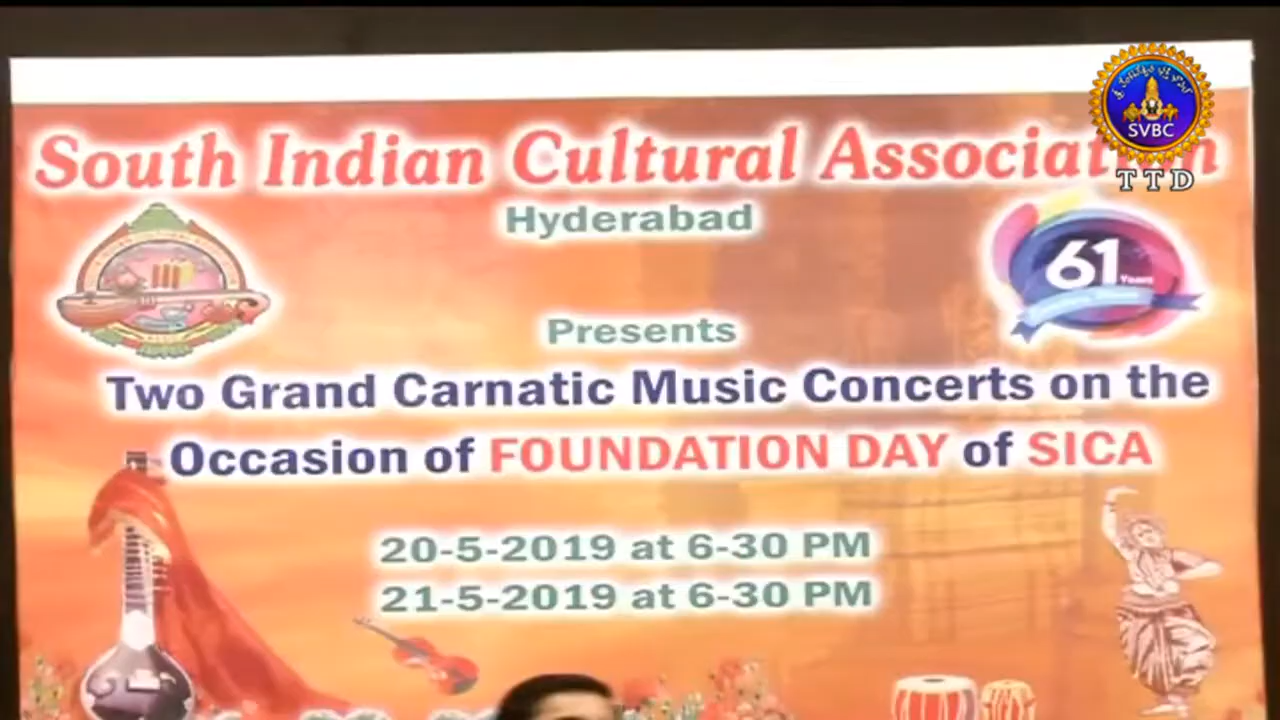 South Indian Cultural Association
Hyderabad
SVBC
TTD
61
Years
Presents
Two Grand Carnatic Music Concerts on the
Occasion of FOUNDATION DAY of SICA
20-5-2019 at 6-30 PM
21-5-2019 at 6-30 PM